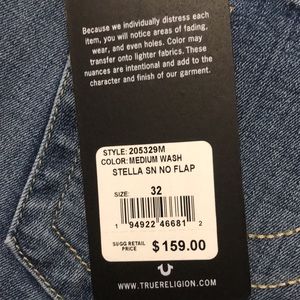 Because we individually distress each
item, you will notice areas of fading,
wear, and even holes. Color may
transfer onto lighter fabrics. These
nuances are intentional and add to the
character and finish of our garment.
STYLE: 205329M
COLOR: MEDIUM WASH
STELLA SN NO FLAP
SIZE:
32
1 94922 46681 2
SUGG RETAIL
PRICE
$159.00
WWW.TRUERELIGION.COM